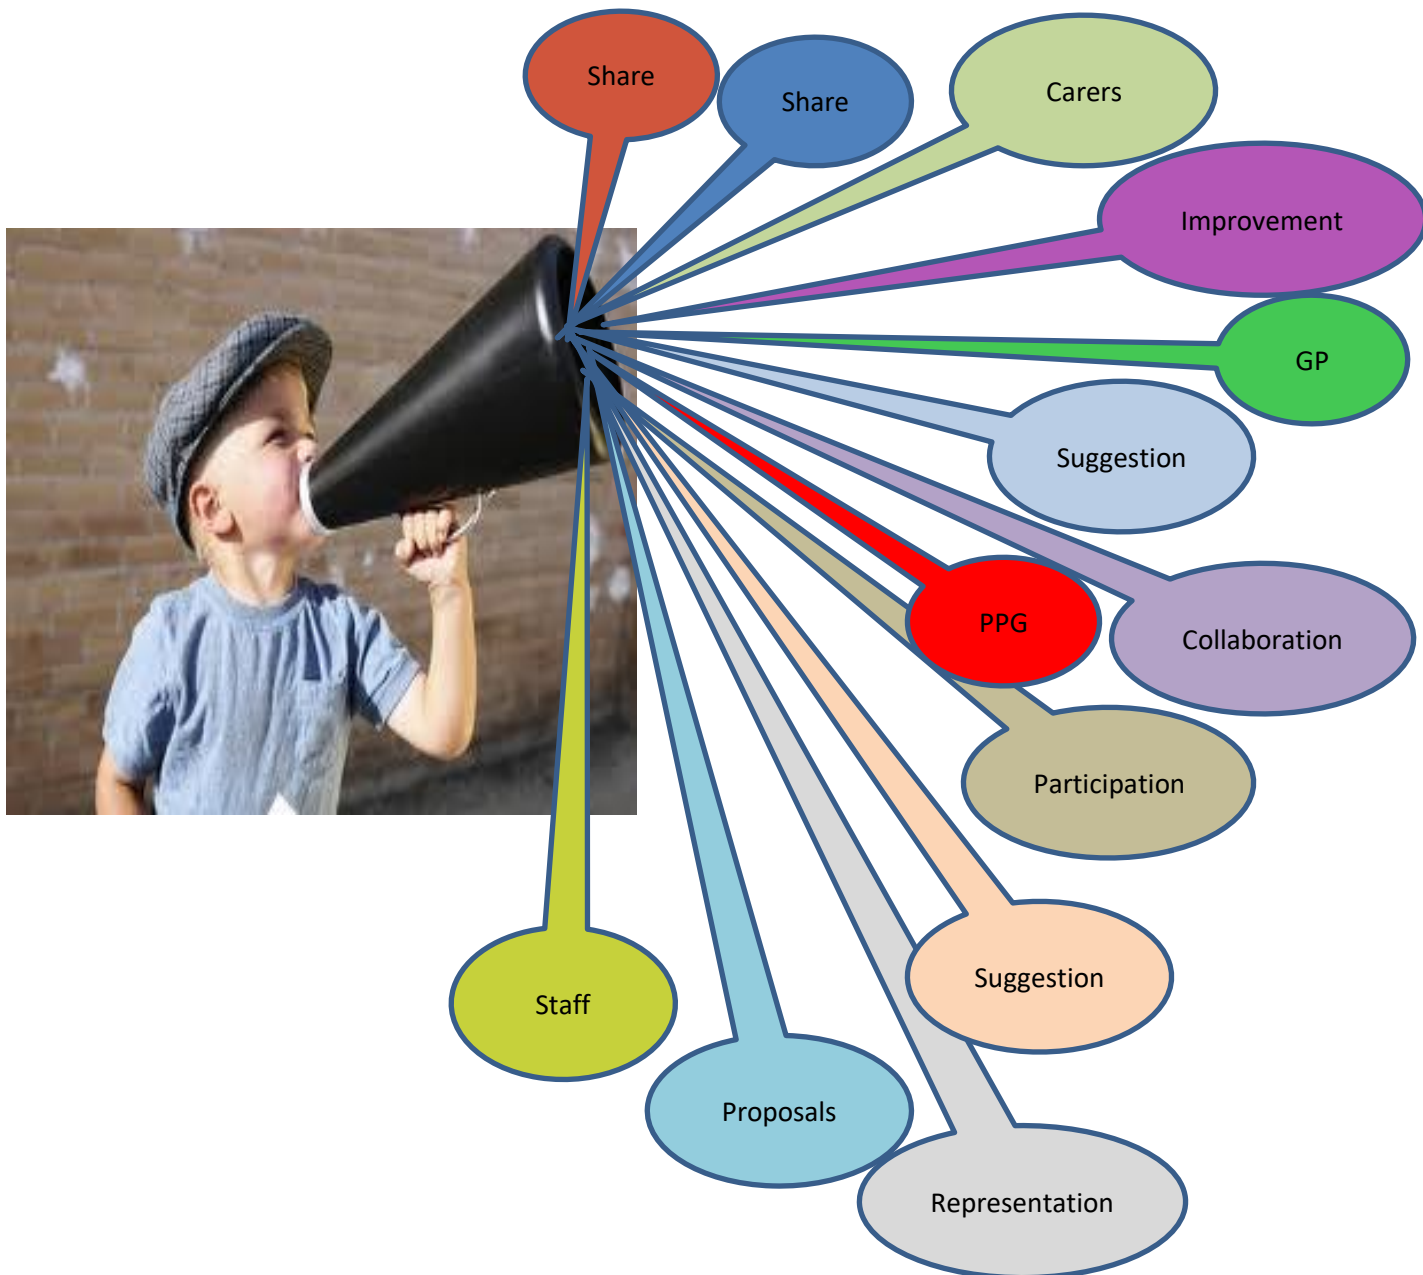 Share
Share
Carers
Improvement
GP
Suggestion
PPG
Collaboration
Participation
Suggestion
Staff
Proposals
Representation